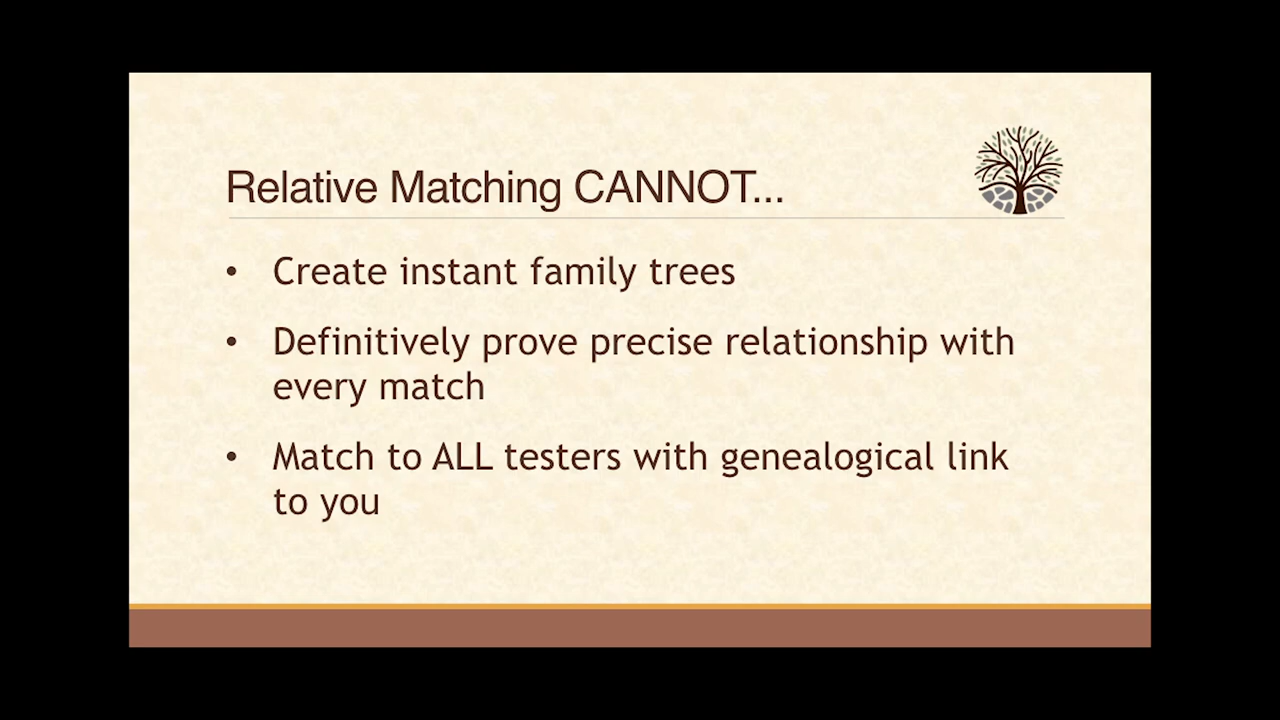 Relative Matching CANNOT...
• Create instant family trees
• Definitively prove precise relationship with
every match
• Match to ALL testers with genealogical link
to you